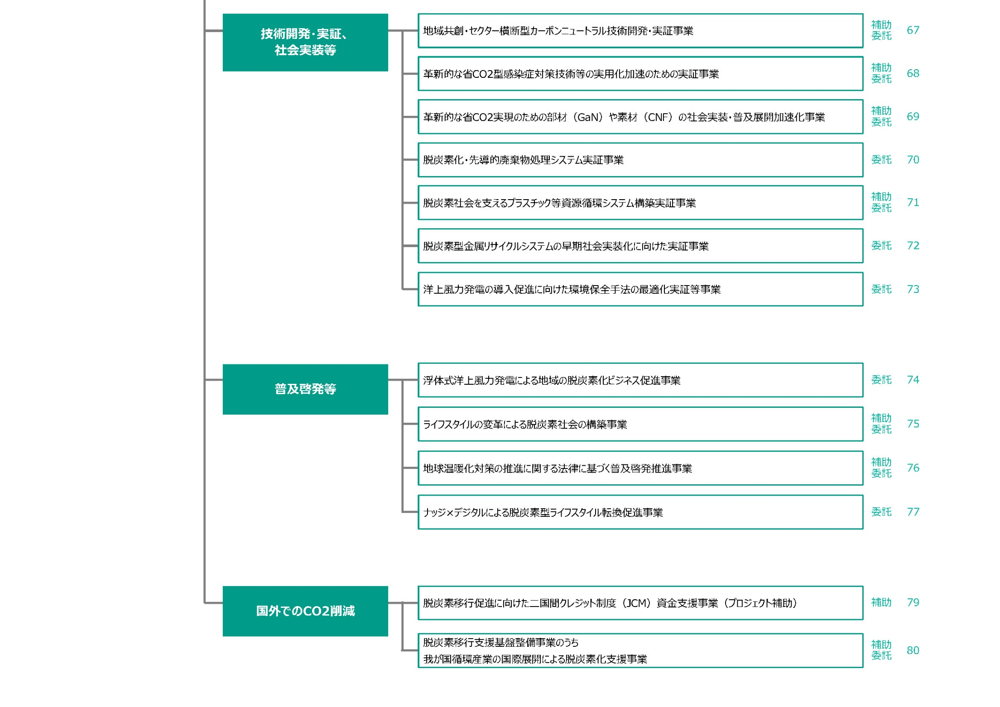 技術開発・実証、
社会実装等
地域共創・セクター横断型カーボンニュートラル技術開発・実証事業
補助
委託
67
革新的な省CO2型感染症対策技術等の実用化加速のための実証事業
補助
委託
68
革新的な省CO2実現のための部材（GaN）や素材（CNF）の社会実装・普及展開加速化事業
補助
委託
69
脱炭素化・先導的廃棄物処理システム実証事業
委託
70
脱炭素社会を支えるプラスチック等資源循環システム構築実証事業
補助
委託
71
脱炭素型金属リサイクルシステムの早期社会実装化に向けた実証事業
委託
72
洋上風力発電の導入促進に向けた環境保全手法の最適化実証等事業
委託
73
普及啓発等
浮体式洋上風力発電による地域の脱炭素化ビジネス促進事業
委託
74
ライフスタイルの変革による脱炭素社会の構築事業
補助
委託
75
地球温暖化対策の推進に関する法律に基づく普及啓発推進事業
補助
委託
76
ナッジ×デジタルによる脱炭素型ライフスタイル転換促進事業
委託
77
国外でのCO2削減
脱炭素移行促進に向けた二国間クレジット制度（JCM）資金支援事業（プロジェクト補助）
補助
79
脱炭素移行支援基盤整備事業のうち
我が国循環産業の国際展開による脱炭素化支援事業
補助
委託
80